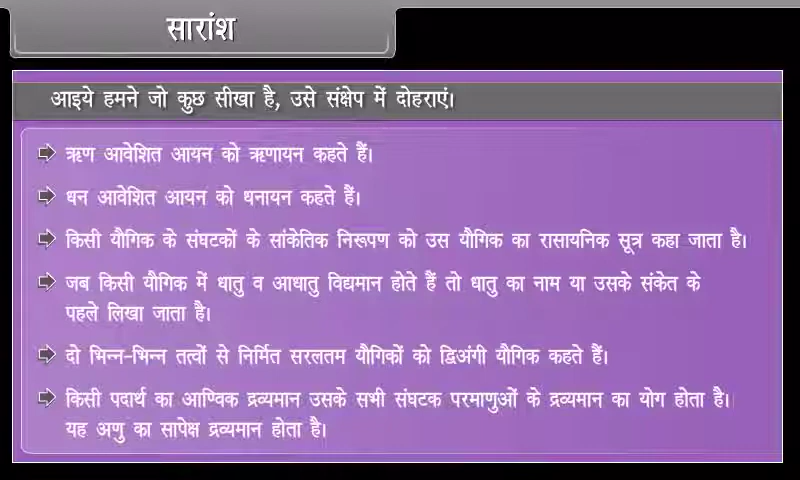 सारांश
आइये हमने जो कुछ सीखा है, उसे संक्षेप में दोहराएं।
ऋण आवेशित आयन को ऋणायन कहते हैं।
धन आवेशित आयन को धनायन कहते हैं।
किसी यौगिक के संघटकों के सांकेतिक निरूपण को उस यौगिक का रासायनिक सूत्र कहा जाता है।
जब किसी यौगिक में धातु व आधातु विद्यमान होते हैं तो धातु का नाम या उसके संकेत के
पहले लिखा जाता है।
दो भिन्न-भिन्न तत्वों से निर्मित सरलतम यौगिकों को द्विअंगी यौगिक कहते हैं।
किसी पदार्थ का आण्विक द्रव्यमान उसके सभी संघटक परमाणुओं के द्रव्यमान का योग होता है।
यह अणु का सापेक्ष द्रव्यमान होता है।